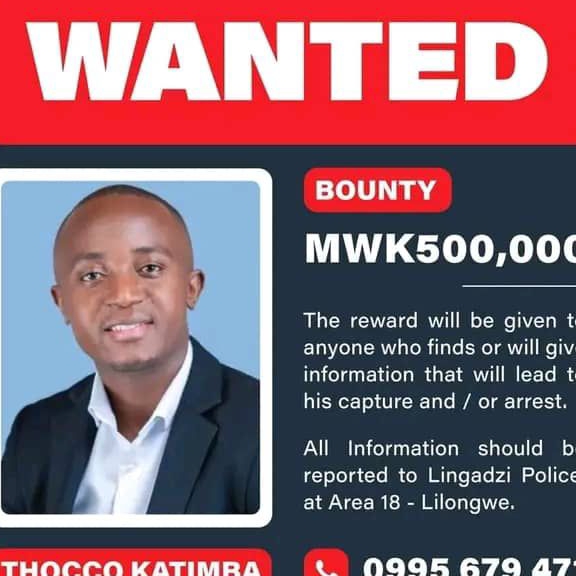 WANTED
BOUNTY
MWK500,000
The reward will be given
anyone who finds or will
information that will lead
his capture and / or arrest.
All Information should
reported to Lingadzi Police
at Area 18 - Lilongwe.
THOCCO KATIMBA
0995 679 47